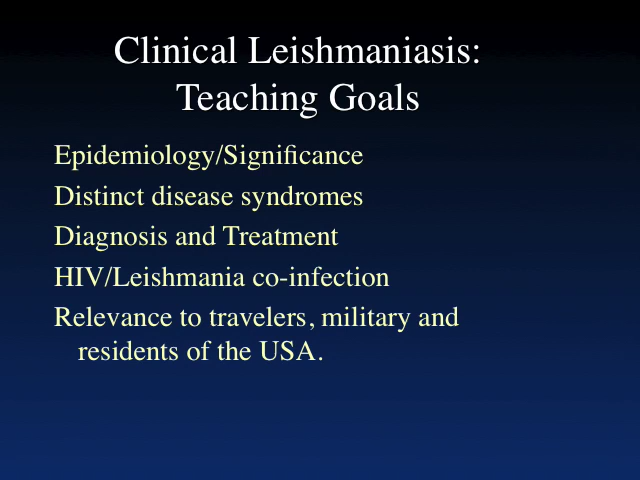 Clinical Leishmaniasis:
Teaching Goals
Epidemiology/Significance
Distinct disease syndromes
Diagnosis and Treatment
HIV/Leishmania co-infection
Relevance to travelers, military and
residents of the USA.